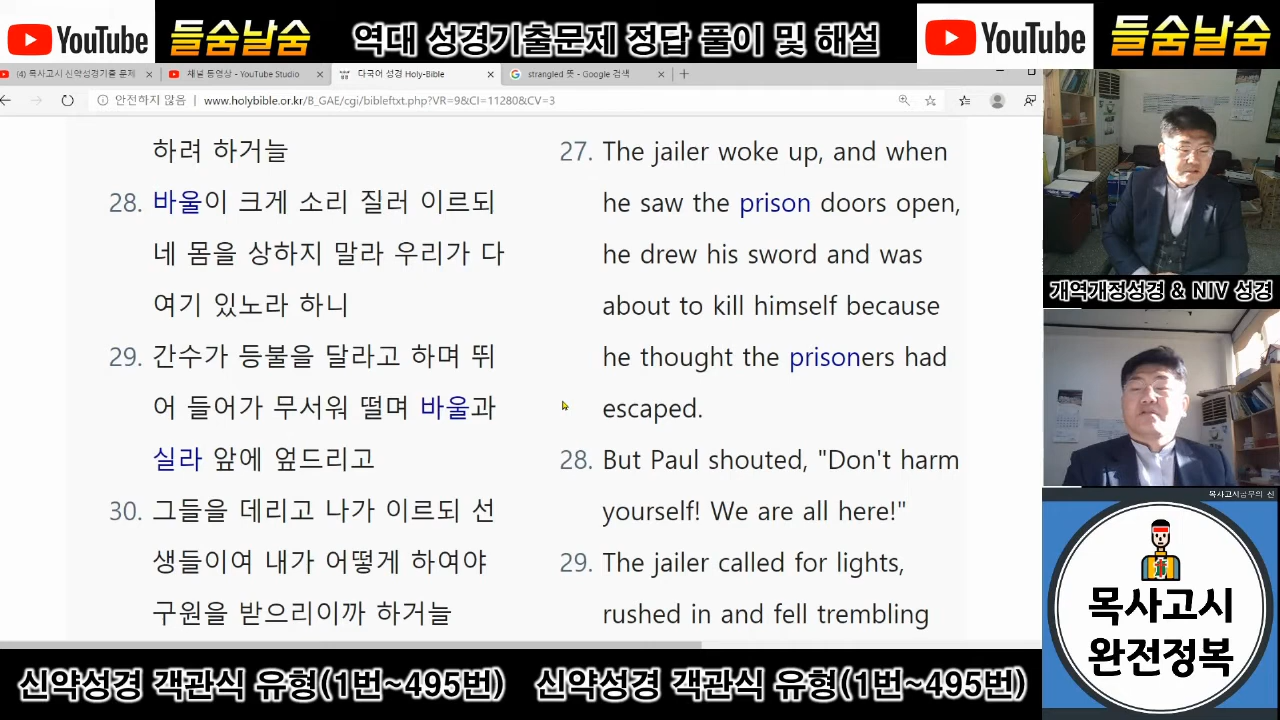 YouTube 들숨날숨 역대 성경기출문제 정답 풀이 및 해설 YouTube 들숨날숨
(4) 목사고시 신약성경기출 문제 채널 동영상 - YouTube Studio 다국어 성경 Holy-Bible strangled 뜻 - Google 검색
안전하지 않음 | www.holybible.or.kr/B_GAE/cgi/bibleftxt.php?VR=9&CI=11280&CV=3
하려 하거늘
28. 바울이 크게 소리 질러 이르되
네 몸을 상하지 말라 우리가 다
여기 있노라 하니
29. 간수가 등불을 달라고 하며 뛰
어 들어가 무서워 떨며 바울과
실라 앞에 엎드리고
30. 그들을 데리고 나가 이르되 선
생들이여 내가 어떻게 하여야
구원을 받으리이까 하거늘
27. The jailer woke up, and when
he saw the prison doors open,
he drew his sword and was
about to kill himself because
he thought the prisoners had
escaped.
28. But Paul shouted, "Don't harm
yourself! We are all here!"
29. The jailer called for lights,
rushed in and fell trembling
개역개정성경 & NIV 성경
목사고시공부의 신
목사고시
완전정복
신약성경 객관식 유형(1번~495번) 신약성경 객관식 유형(1번~495번)